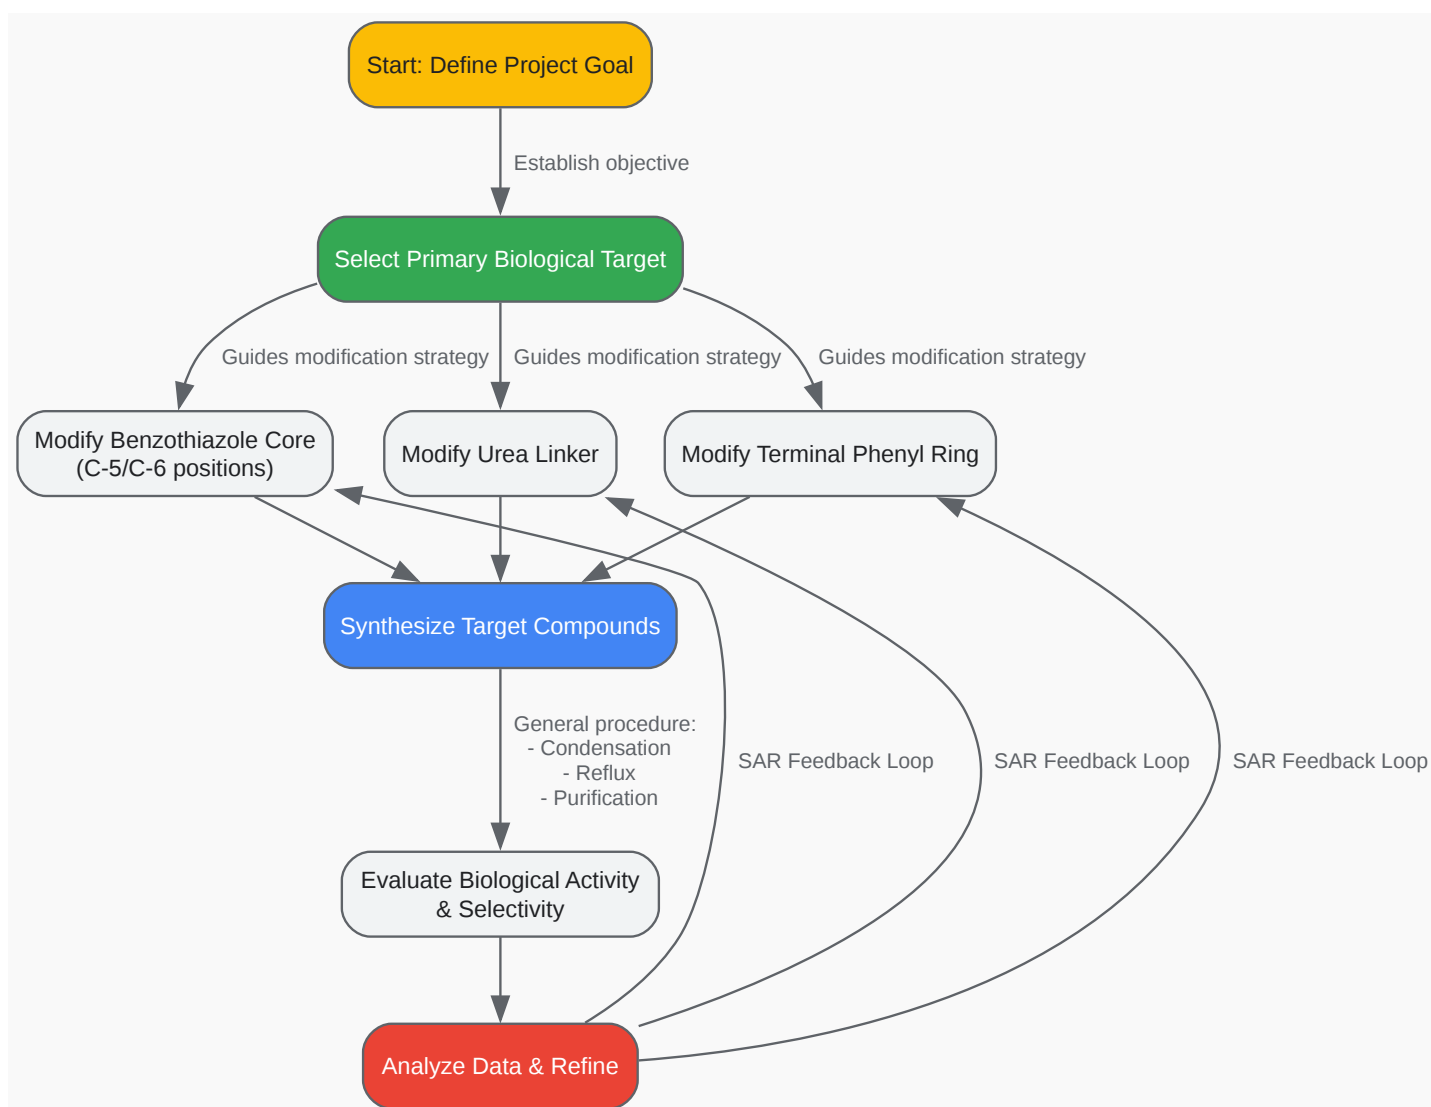 Start: Define Project Goal
Establish objective
Select Primary Biological Target
Guides modification strategy
Guides modification strategy
Guides modification strategy
Modify Benzothiazole Core
(C-5/C-6 positions)
Modify Urea Linker
Modify Terminal Phenyl Ring
Synthesize Target Compounds
General procedure:
- Condensation
- Reflux
- Purification
SAR Feedback Loop
SAR Feedback Loop
SAR Feedback Loop
Evaluate Biological Activity
& Selectivity
Analyze Data & Refine